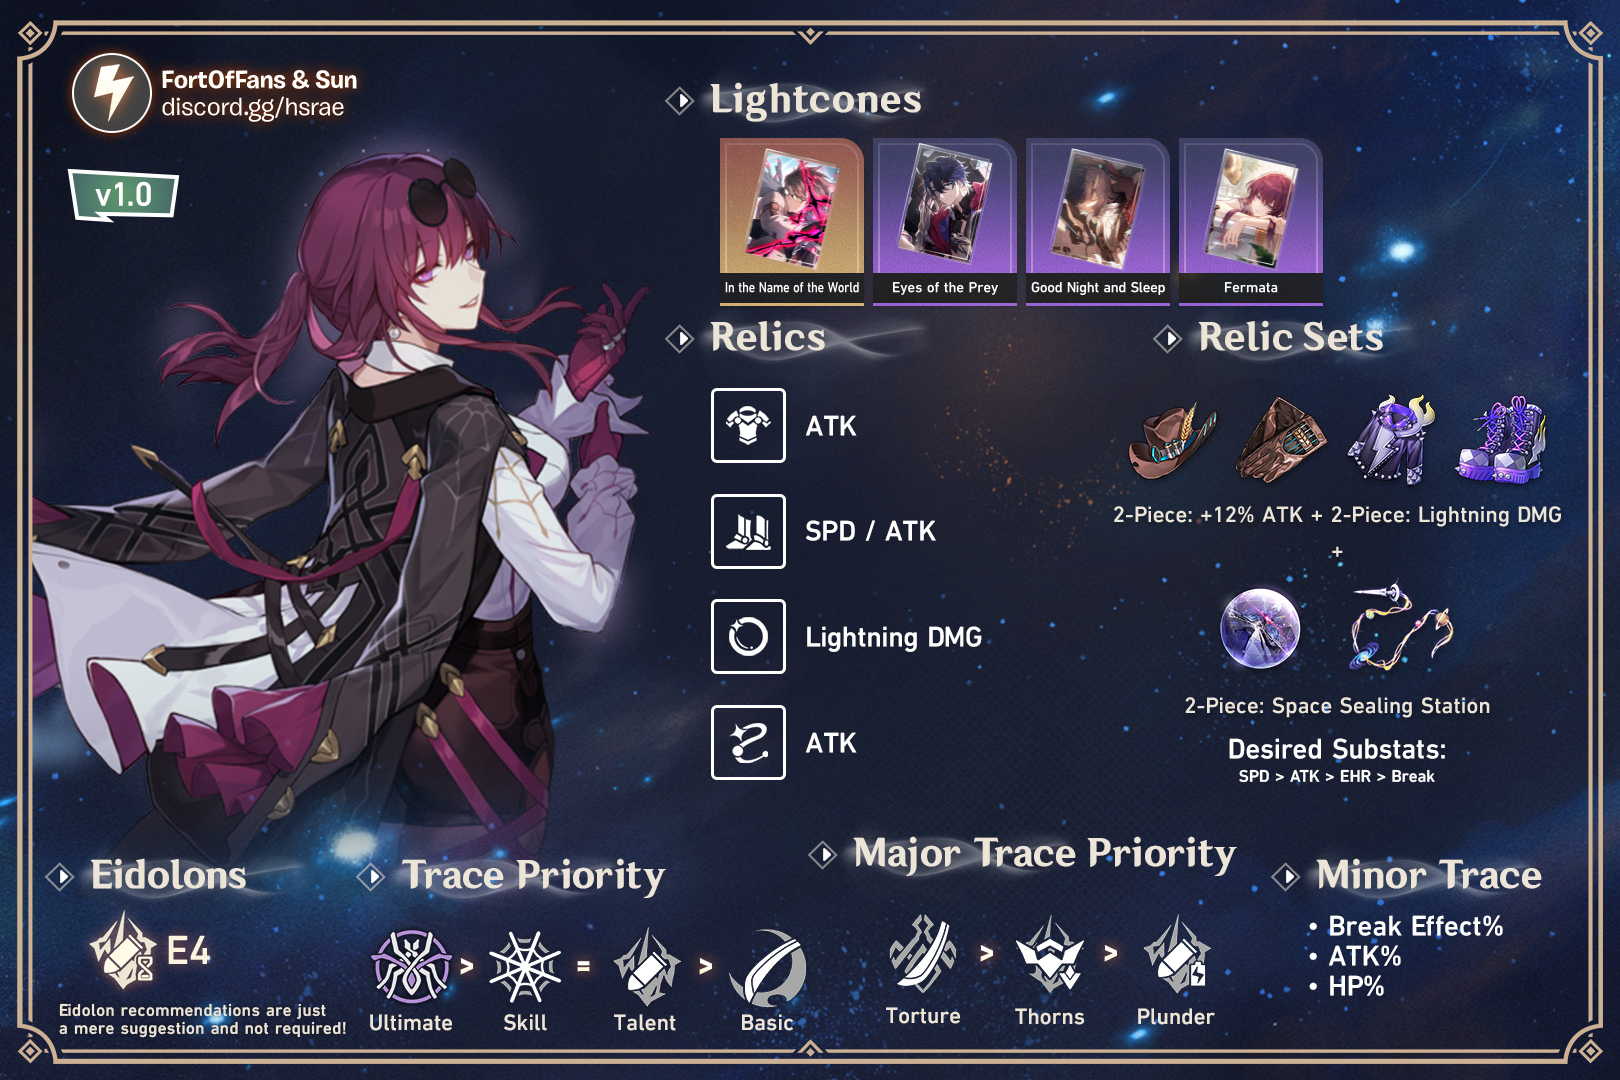 FortOfFans & Sun
discord.gg/hsrae
v1.0
Lightcones
In the Name of the World
Eyes of the Prey
Good Night and Sleep
Fermata
Relics
ATK
SPD / ATK
Lightning DMG
ATK
Relic Sets
2-Piece: +12% ATK + 2-Piece: Lightning DMG
+
2-Piece: Space Sealing Station
Desired Substats:
SPD > ATK > EHR > Break
Eidolons
E4
Eidolon recommendations are just
a mere suggestion and not required!
Trace Priority
> = >
Ultimate Skill Talent Basic
Major Trace Priority
> >
Torture Thorns Plunder
Minor Trace
• Break Effect%
• ATK%
• HP%